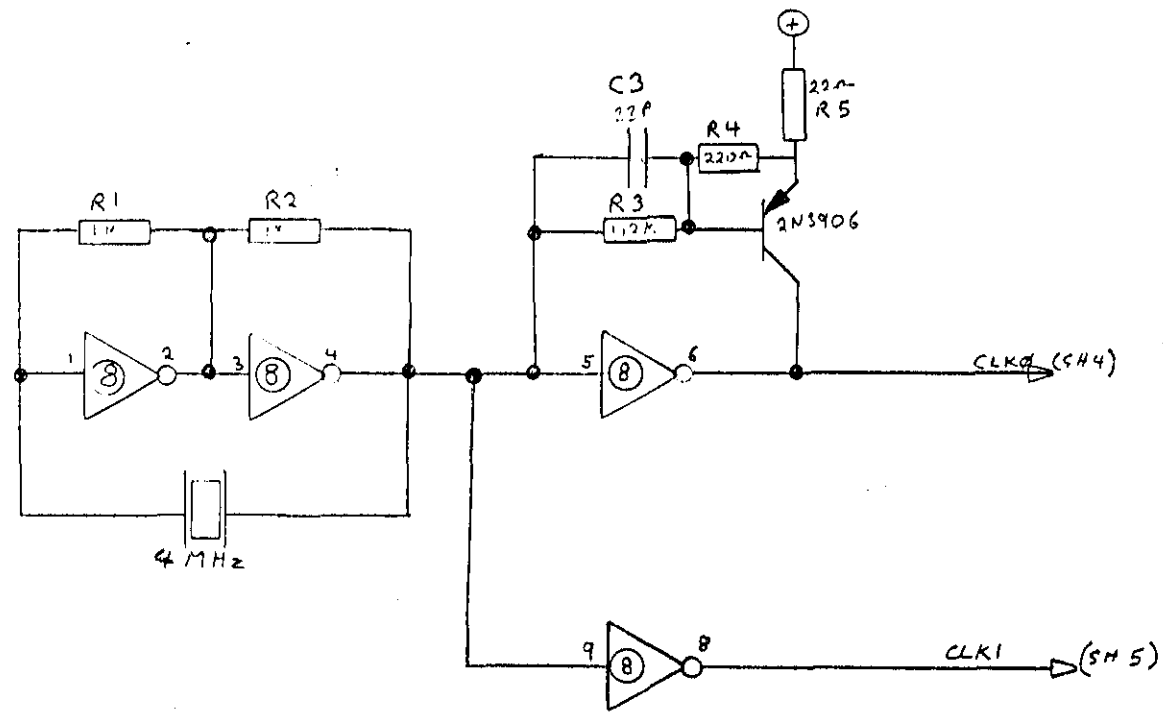 +
22Ω
R5
C3
22P
R4
220Ω
R1
R2
R3
2N3906
1
8
2
3
8
4
5
8
6
CLK0 (SH4)
4 MHz
9
8
8
CLK1
(SH 5)